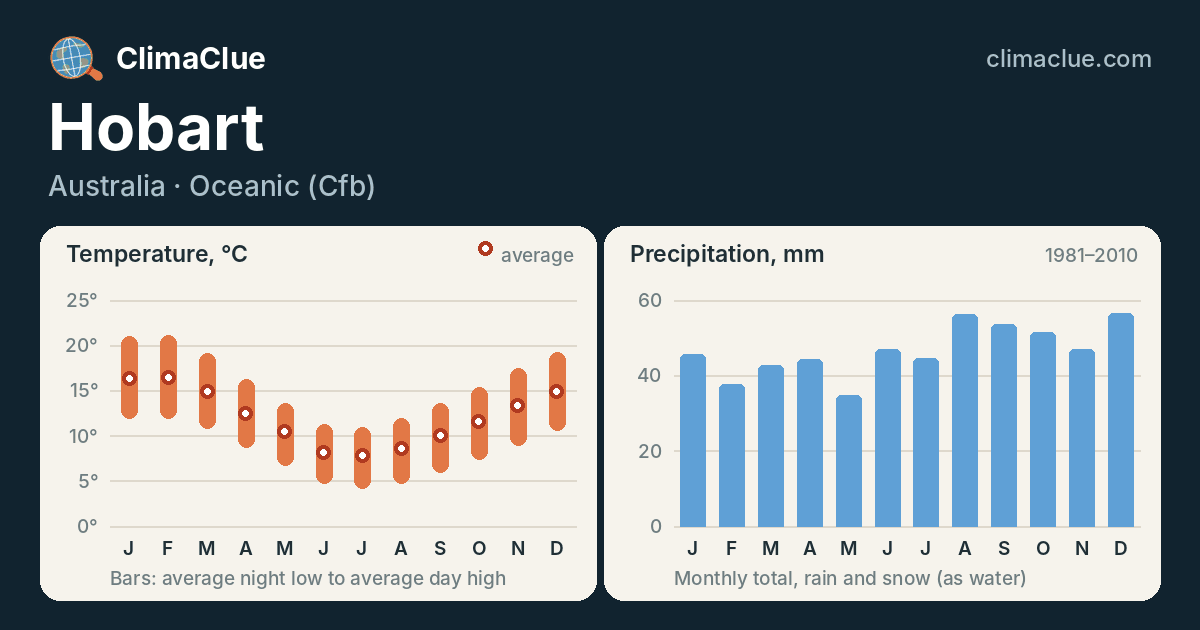 ClimaClue
climaclue.com
Hobart
Australia · Oceanic (Cfb)
Temperature, °C
average
25°
20°
15°
10°
5°
0°
J F M A M J J A S O N D
Bars: average night low to average day high
Precipitation, mm
1981–2010
60
40
20
0
J F M A M J J A S O N D
Monthly total, rain and snow (as water)